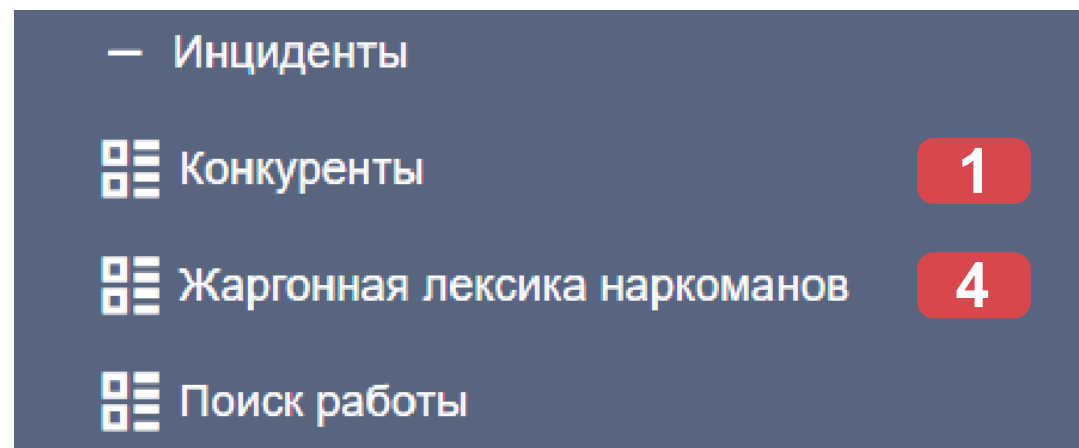 — Инциденты
Конкуренты 1
Жаргонная лексика наркоманов 4
Поиск работы